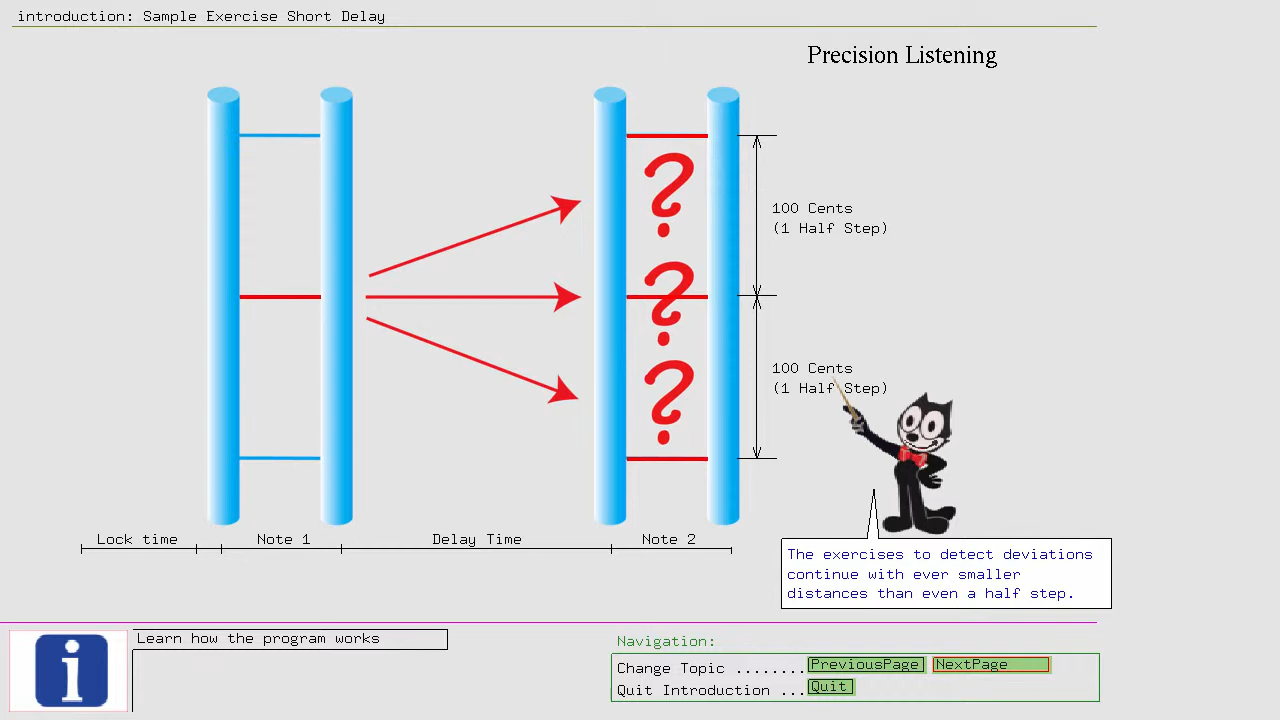 introduction: Sample Exercise Short Delay
Precision Listening
100 Cents
(1 Half Step)
100 Cents
(1 Half Step)
Lock time
Note 1
Delay Time
Note 2
The exercises to detect deviations
continue with ever smaller
distances than even a half step.
Learn how the program works
Navigation:
Change Topic ........PreviousPage NextPage
Quit Introduction ...Quit